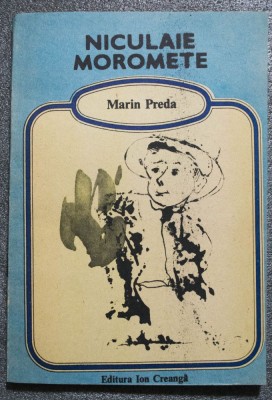 NICULAIE
MOROMETE
Marin Preda
Editura Ion Creangă